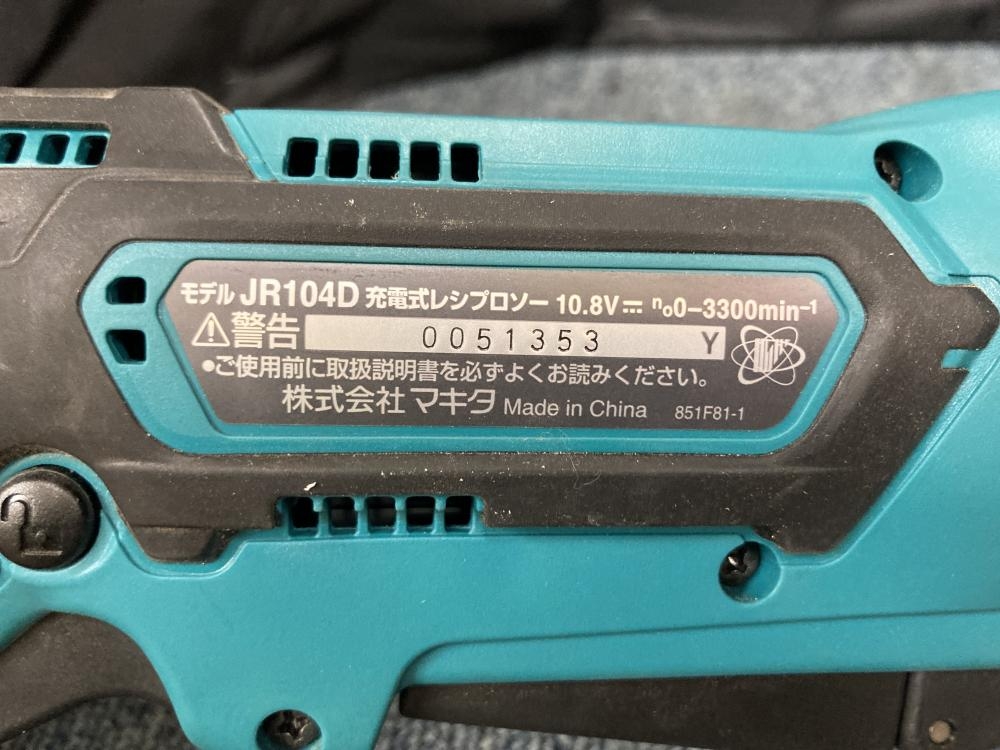 モデル JR104D 充電式レシプロソー 10.8V⎓ n₀0-3300min⁻¹
⚠警告 0051353 Y
●ご使用前に取扱説明書を必ずよくお読みください。
株式会社マキタ Made in China 851F81-1